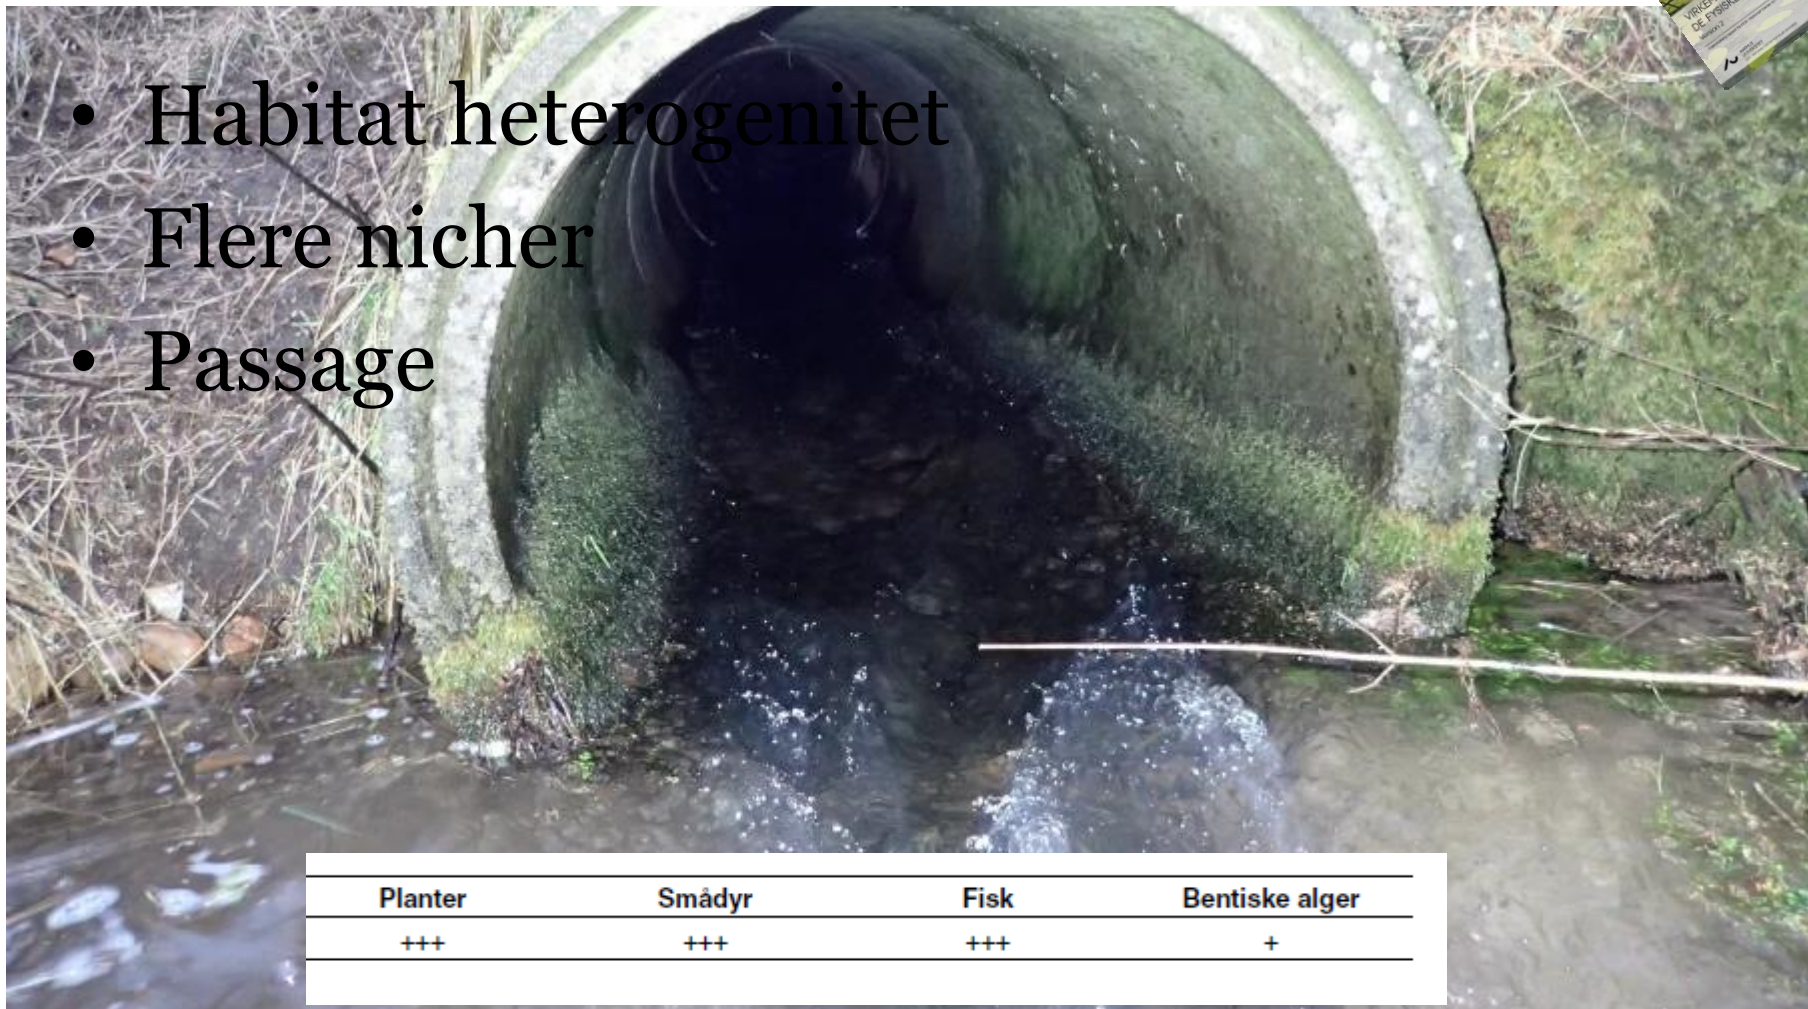 • Habitat heterogenitet
• Flere nicher
• Passage
Planter Smådyr Fisk Bentiske alger
+++ +++ +++ +